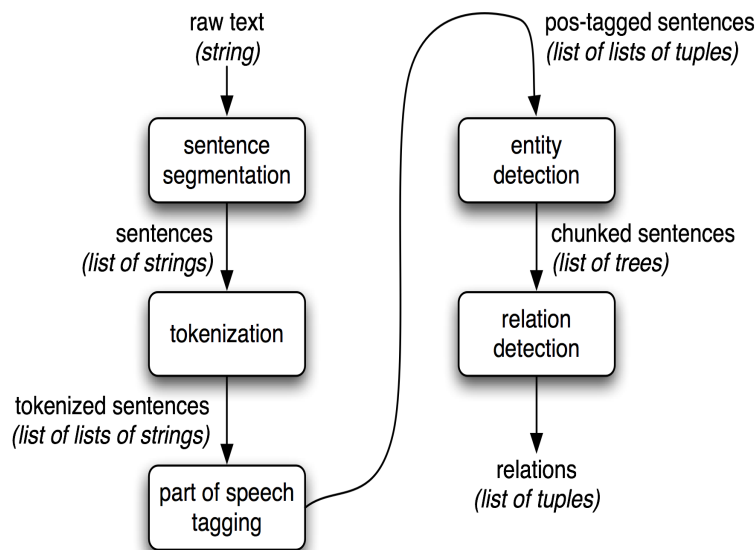 raw text
(string)
sentence
segmentation
sentences
(list of strings)
tokenization
tokenized sentences
(list of lists of strings)
part of speech
tagging
pos-tagged sentences
(list of lists of tuples)
entity
detection
chunked sentences
(list of trees)
relation
detection
relations
(list of tuples)